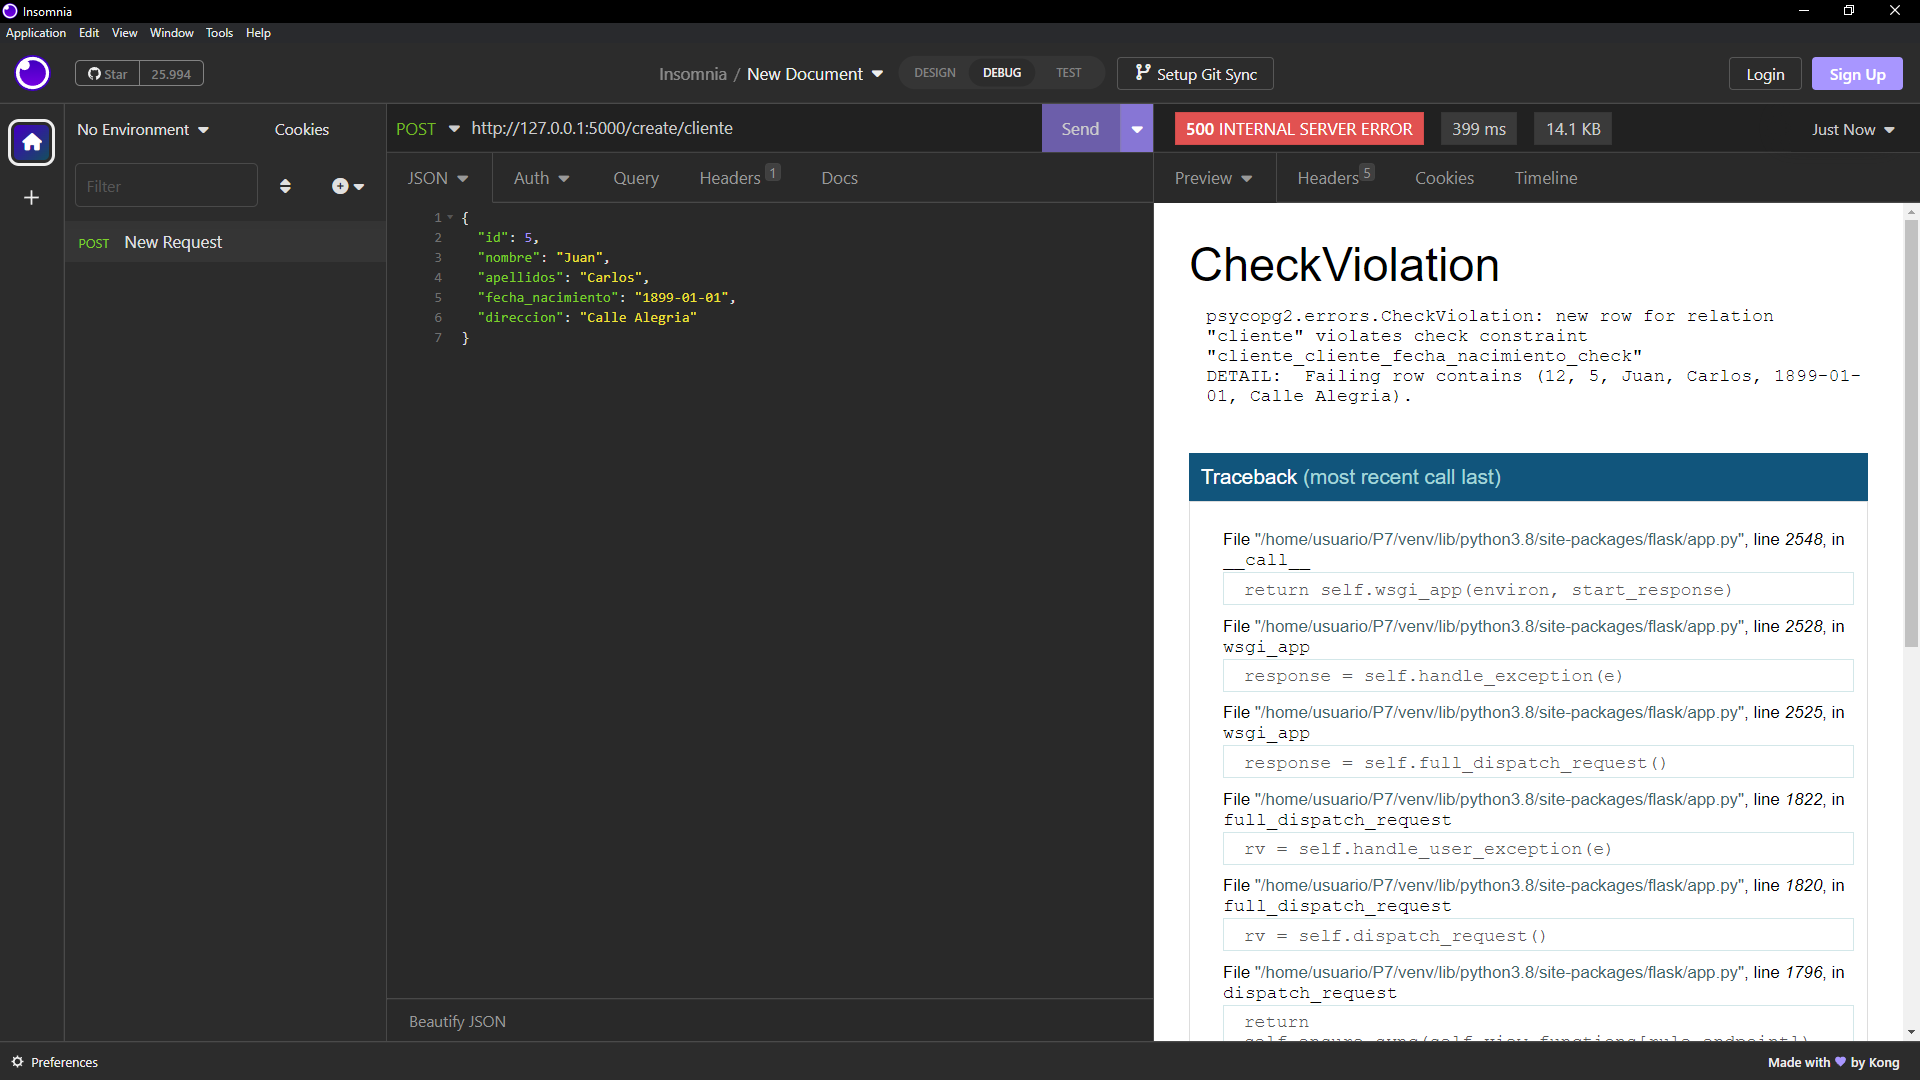 Insomnia
Application Edit View Window Tools Help
Star 25.994
Insomnia / New Document
DESIGN DEBUG TEST
Setup Git Sync
Login
Sign Up
No Environment
Cookies
Filter
POST New Request
POST http://127.0.0.1:5000/create/cliente
Send
JSON Auth Query Headers 1 Docs
1 {
2 "id": 5,
3 "nombre": "Juan",
4 "apellidos": "Carlos",
5 "fecha_nacimiento": "1899-01-01",
6 "direccion": "Calle Alegria"
7 }
Beautify JSON
500 INTERNAL SERVER ERROR 399 ms 14.1 KB
Just Now
Preview Headers 5 Cookies Timeline
CheckViolation
psycopg2.errors.CheckViolation: new row for relation
"cliente" violates check constraint
"cliente_cliente_fecha_nacimiento_check"
DETAIL:  Failing row contains (12, 5, Juan, Carlos, 1899-01-
01, Calle Alegria).
Traceback (most recent call last)
File "/home/usuario/P7/venv/lib/python3.8/site-packages/flask/app.py", line 2548, in
__call__
return self.wsgi_app(environ, start_response)
File "/home/usuario/P7/venv/lib/python3.8/site-packages/flask/app.py", line 2528, in
wsgi_app
response = self.handle_exception(e)
File "/home/usuario/P7/venv/lib/python3.8/site-packages/flask/app.py", line 2525, in
wsgi_app
response = self.full_dispatch_request()
File "/home/usuario/P7/venv/lib/python3.8/site-packages/flask/app.py", line 1822, in
full_dispatch_request
rv = self.handle_user_exception(e)
File "/home/usuario/P7/venv/lib/python3.8/site-packages/flask/app.py", line 1820, in
full_dispatch_request
rv = self.dispatch_request()
File "/home/usuario/P7/venv/lib/python3.8/site-packages/flask/app.py", line 1796, in
dispatch_request
return
Preferences
Made with 💜 by Kong